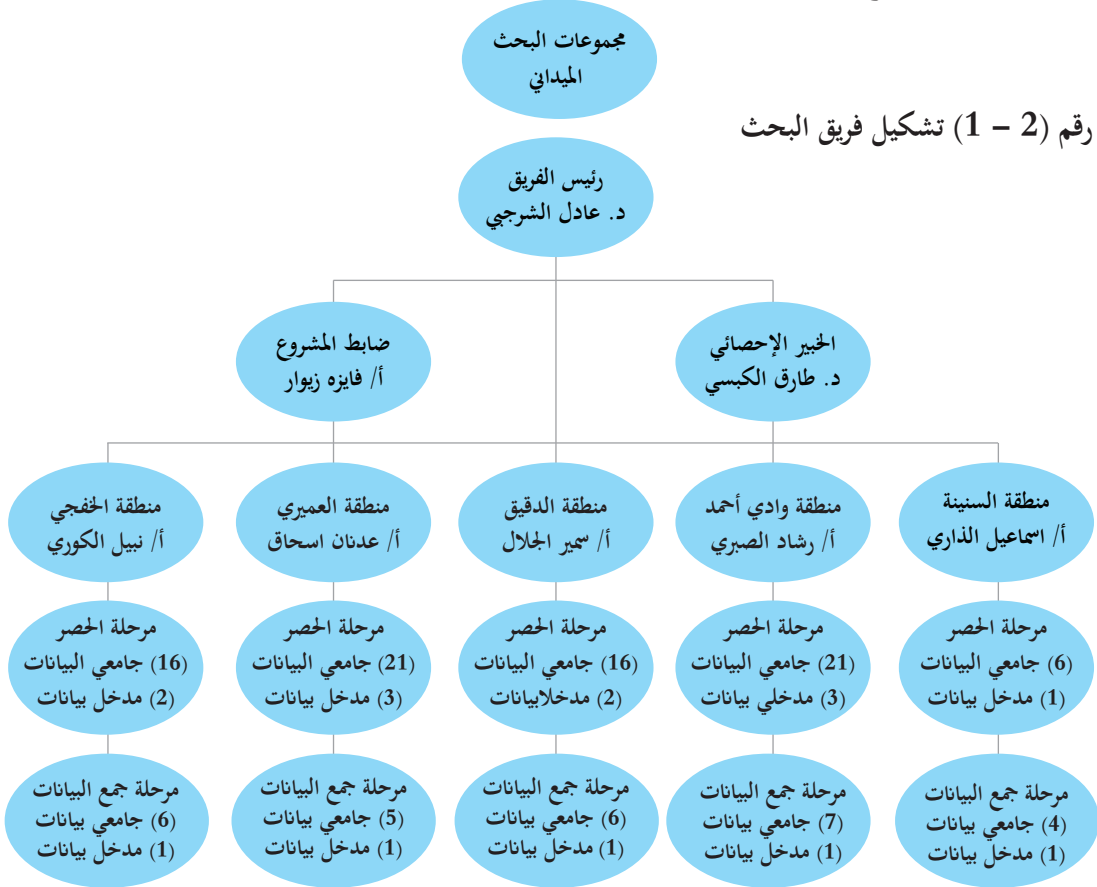 مجموعات البحث
الميداني
رقم (2 – 1) تشكيل فريق البحث
رئيس الفريق
د. عادل الشرجبي
الخبير الإحصائي
د. طارق الكبسي
ضابط المشروع
أ/ فايزه زيوار
منطقة السنينة
أ/ اسماعيل الذاري
منطقة وادي أحمد
أ/ رشاد الصبري
منطقة الدقيق
أ/ سمير الجلال
منطقة العميري
أ/ عدنان اسحاق
منطقة الخفجي
أ/ نبيل الكوري
مرحلة الحصر
(6) جامعي البيانات
(1) مدخل بيانات
مرحلة الحصر
(21) جامعي البيانات
(3) مدخلي بيانات
مرحلة الحصر
(16) جامعي البيانات
(2) مدخلابيانات
مرحلة الحصر
(21) جامعي البيانات
(3) مدخل بيانات
مرحلة الحصر
(16) جامعي البيانات
(2) مدخل بيانات
مرحلة جمع البيانات
(4) جامعي بيانات
(1) مدخل بيانات
مرحلة جمع البيانات
(7) جامعي بيانات
(1) مدخل بيانات
مرحلة جمع البيانات
(6) جامعي بيانات
(1) مدخل بيانات
مرحلة جمع البيانات
(5) جامعي بيانات
(1) مدخل بيانات
مرحلة جمع البيانات
(6) جامعي بيانات
(1) مدخل بيانات